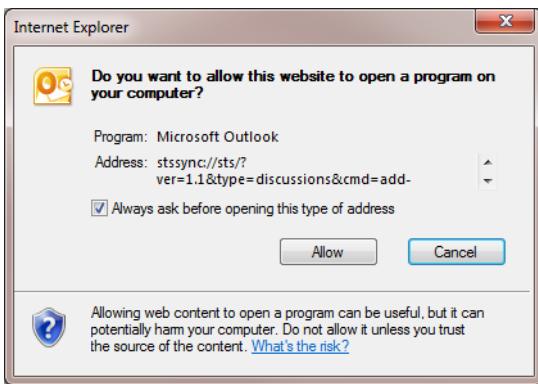 Internet Explorer
Do you want to allow this website to open a program on
your computer?
Program: Microsoft Outlook
Address: stssync://sts/?
ver=1.1&type=discussions&cmd=add-
Always ask before opening this type of address
Allow Cancel
Allowing web content to open a program can be useful, but it can
potentially harm your computer. Do not allow it unless you trust
the source of the content. What's the risk?